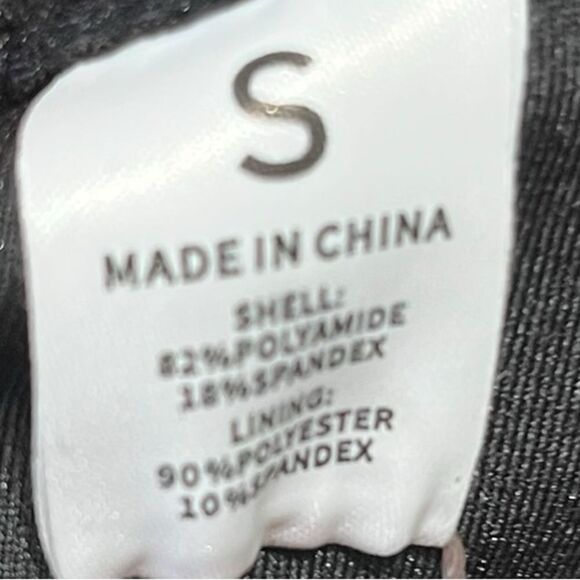 S
MADE IN CHINA
SHELL:
82%POLYAMIDE
18%SPANDEX
LINING:
90%POLYESTER
10%SPANDEX